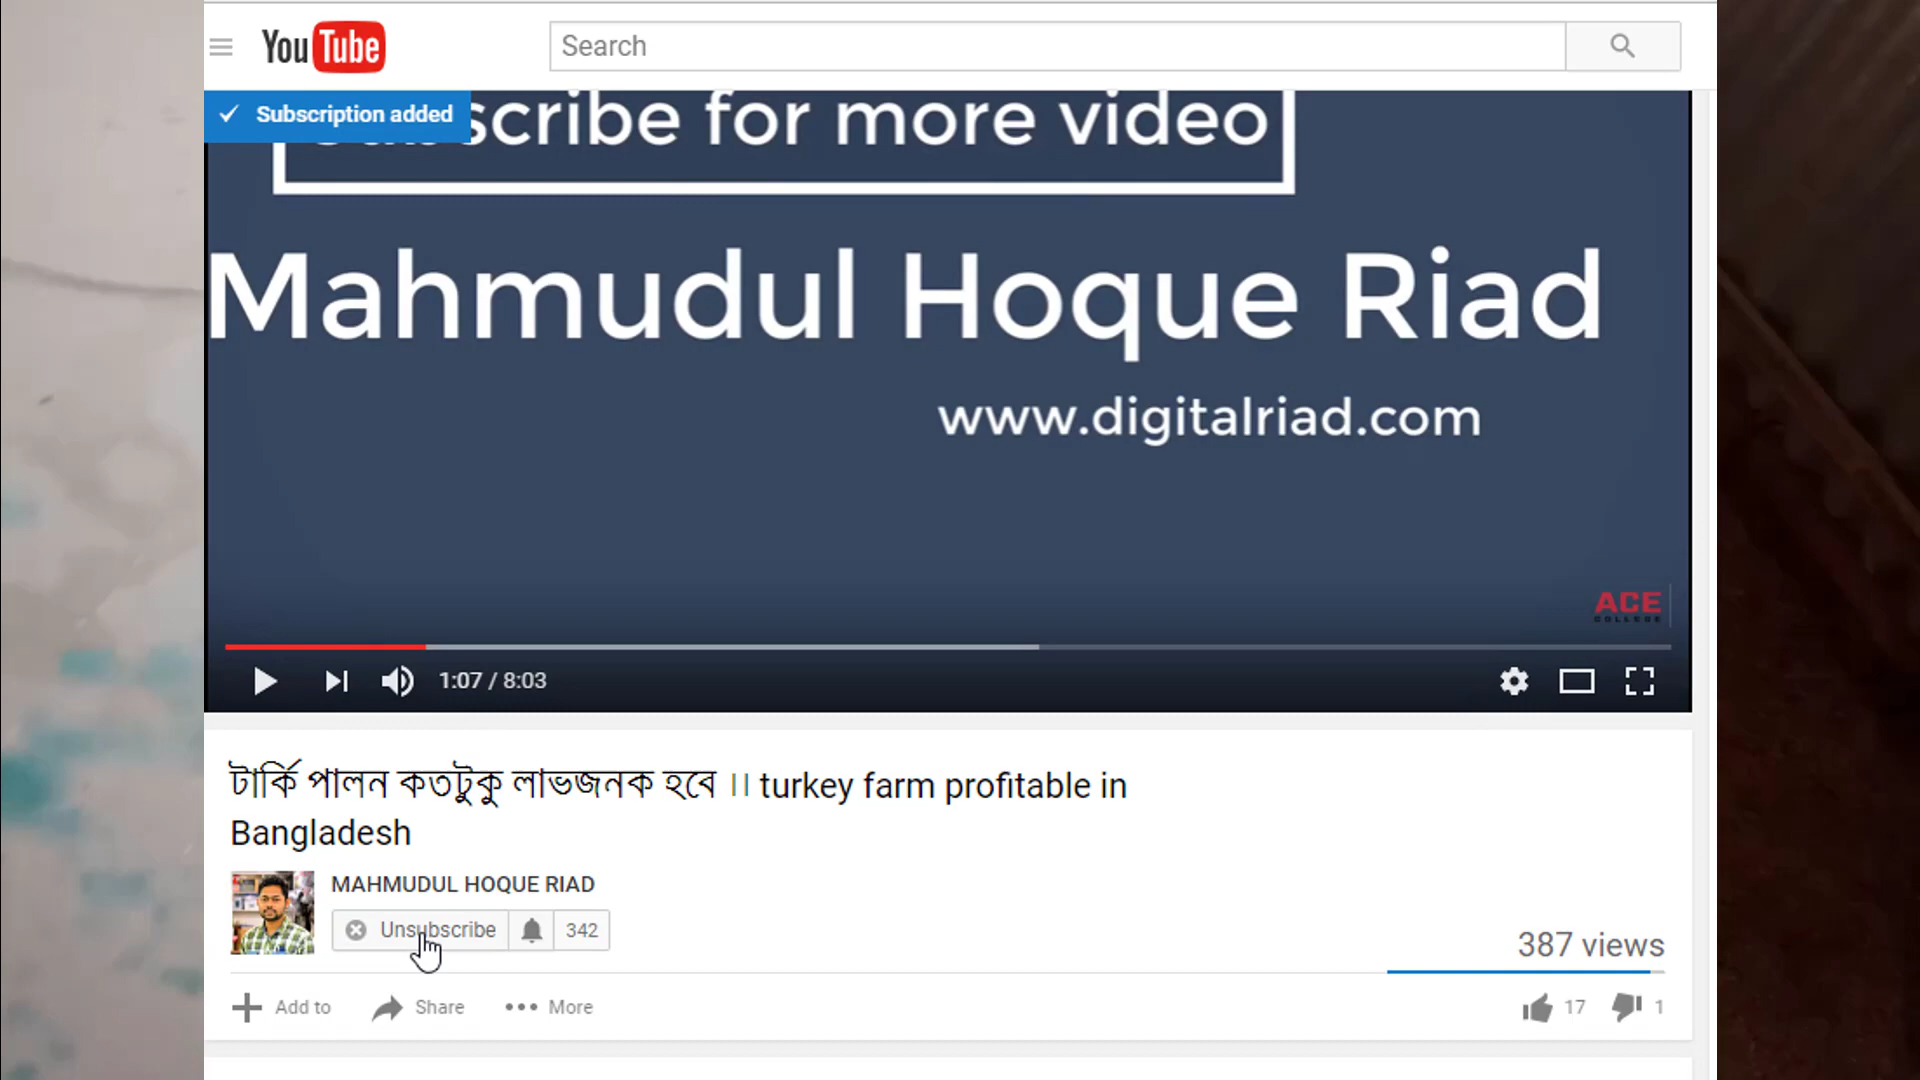 YouTube
Search
Subscription added
scribe for more video
Mahmudul Hoque Riad
www.digitalriad.com
ACE
COLLEGE
1:07 / 8:03
টার্কি পালন কতটুকু লাভজনক হবে ।। turkey farm profitable in
Bangladesh
MAHMUDUL HOQUE RIAD
Unsubscribe 342
387 views
Add to Share More 17 1